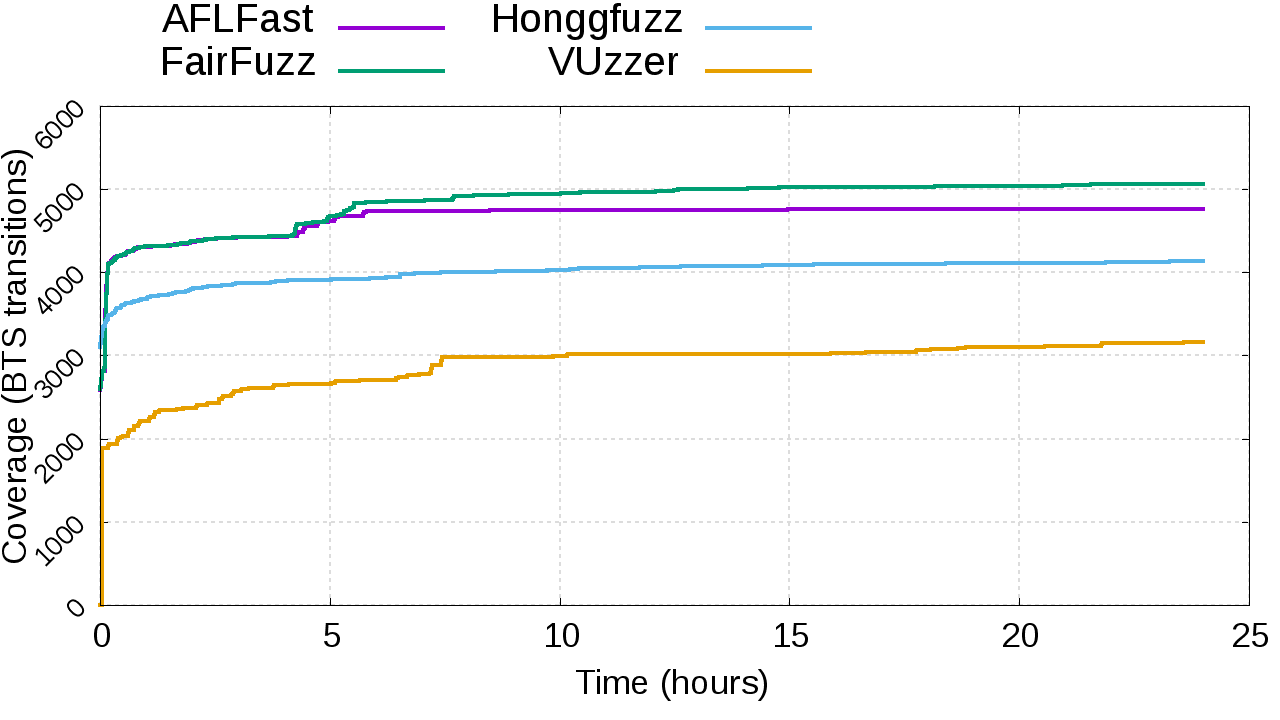 AFLFast
Honggfuzz
FairFuzz
VUzzer
Coverage (BTS transitions)
6000
5000
4000
3000
2000
1000
0
0 5 10 15 20 25
Time (hours)